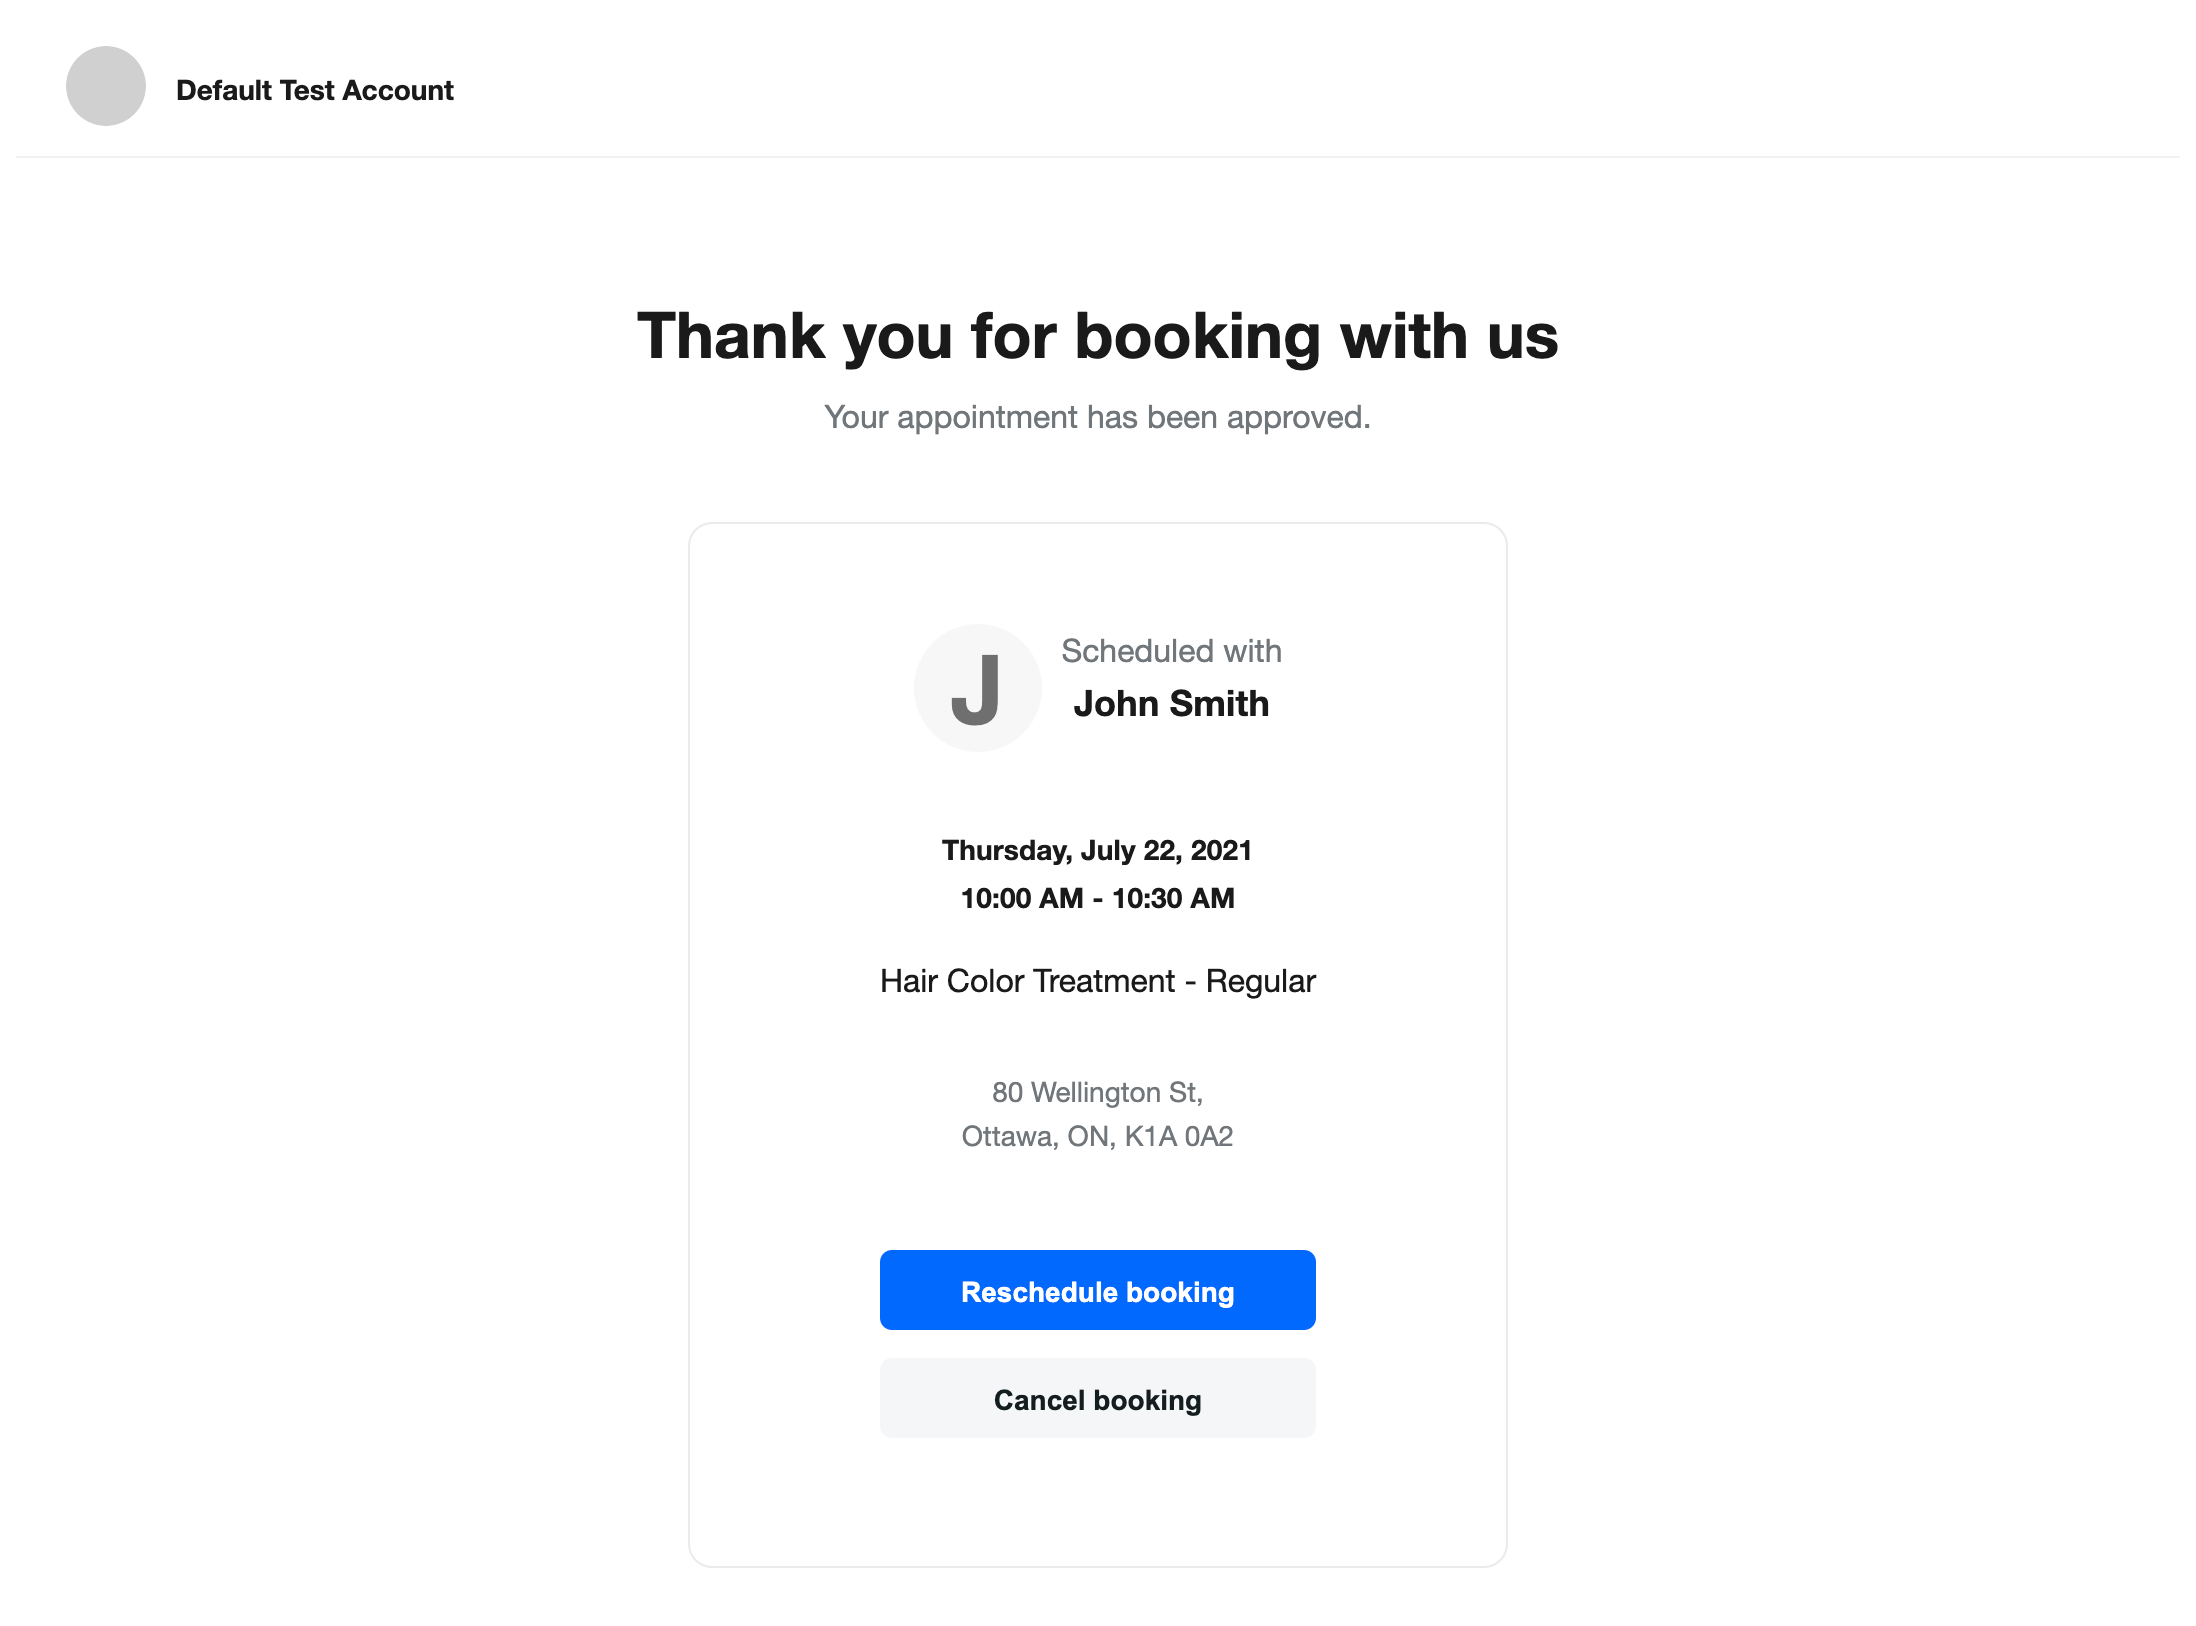 Default Test Account
Thank you for booking with us
Your appointment has been approved.
J
Scheduled with
John Smith
Thursday, July 22, 2021
10:00 AM - 10:30 AM
Hair Color Treatment - Regular
80 Wellington St,
Ottawa, ON, K1A 0A2
Reschedule booking
Cancel booking